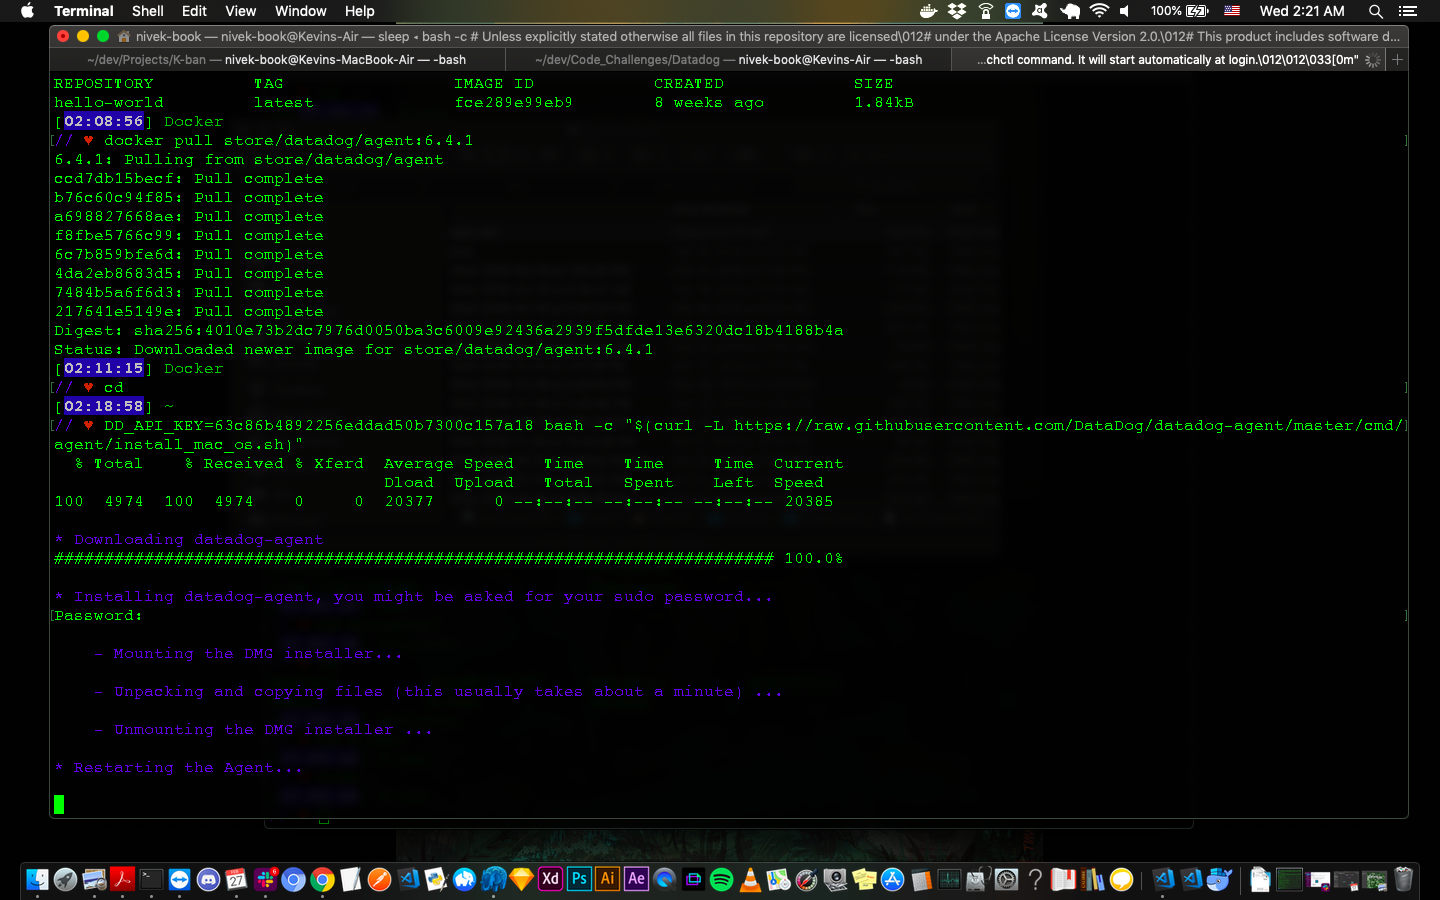 Terminal Shell Edit View Window Help 100% Wed 2:21 AM
nivek-book — nivek-book@Kevins-Air — sleep ◂ bash -c # Unless explicitly stated otherwise all files in this repository are licensed\012# under the Apache License Version 2.0.\012# This product includes software d...
~/dev/Projects/K-ban — nivek-book@Kevins-MacBook-Air — -bash ~/dev/Code_Challenges/Datadog — nivek-book@Kevins-Air — -bash ...chctl command. It will start automatically at login.\012\012\033[0m" +
REPOSITORY TAG IMAGE ID CREATED SIZE
hello-world latest fce289e99eb9 8 weeks ago 1.84kB
[02:08:56] Docker
[// ♥ docker pull store/datadog/agent:6.4.1 ]
6.4.1: Pulling from store/datadog/agent
ccd7db15becf: Pull complete
b76c60c94f85: Pull complete
a698827668ae: Pull complete
f8fbe5766c99: Pull complete
6c7b859bfe6d: Pull complete
4da2eb8683d5: Pull complete
7484b5a6f6d3: Pull complete
217641e5149e: Pull complete
Digest: sha256:4010e73b2dc7976d0050ba3c6009e92436a2939f5dfde13e6320dc18b4188b4a
Status: Downloaded newer image for store/datadog/agent:6.4.1
[02:11:15] Docker
[// ♥ cd ]
[02:18:58] ~
[// ♥ DD_API_KEY=63c86b4892256eddad50b7300c157a18 bash -c "$(curl -L https://raw.githubusercontent.com/DataDog/datadog-agent/master/cmd/]
agent/install_mac_os.sh)"
% Total % Received % Xferd Average Speed Time Time Time Current
Dload Upload Total Spent Left Speed
100 4974 100 4974 0 0 20377 0 --:--:-- --:--:-- --:--:-- 20385
* Downloading datadog-agent
######################################################################## 100.0%
* Installing datadog-agent, you might be asked for your sudo password...
[Password: ]
- Mounting the DMG installer...
- Unpacking and copying files (this usually takes about a minute) ...
- Unmounting the DMG installer ...
* Restarting the Agent...
27 6 Xd Ps Ai Ae